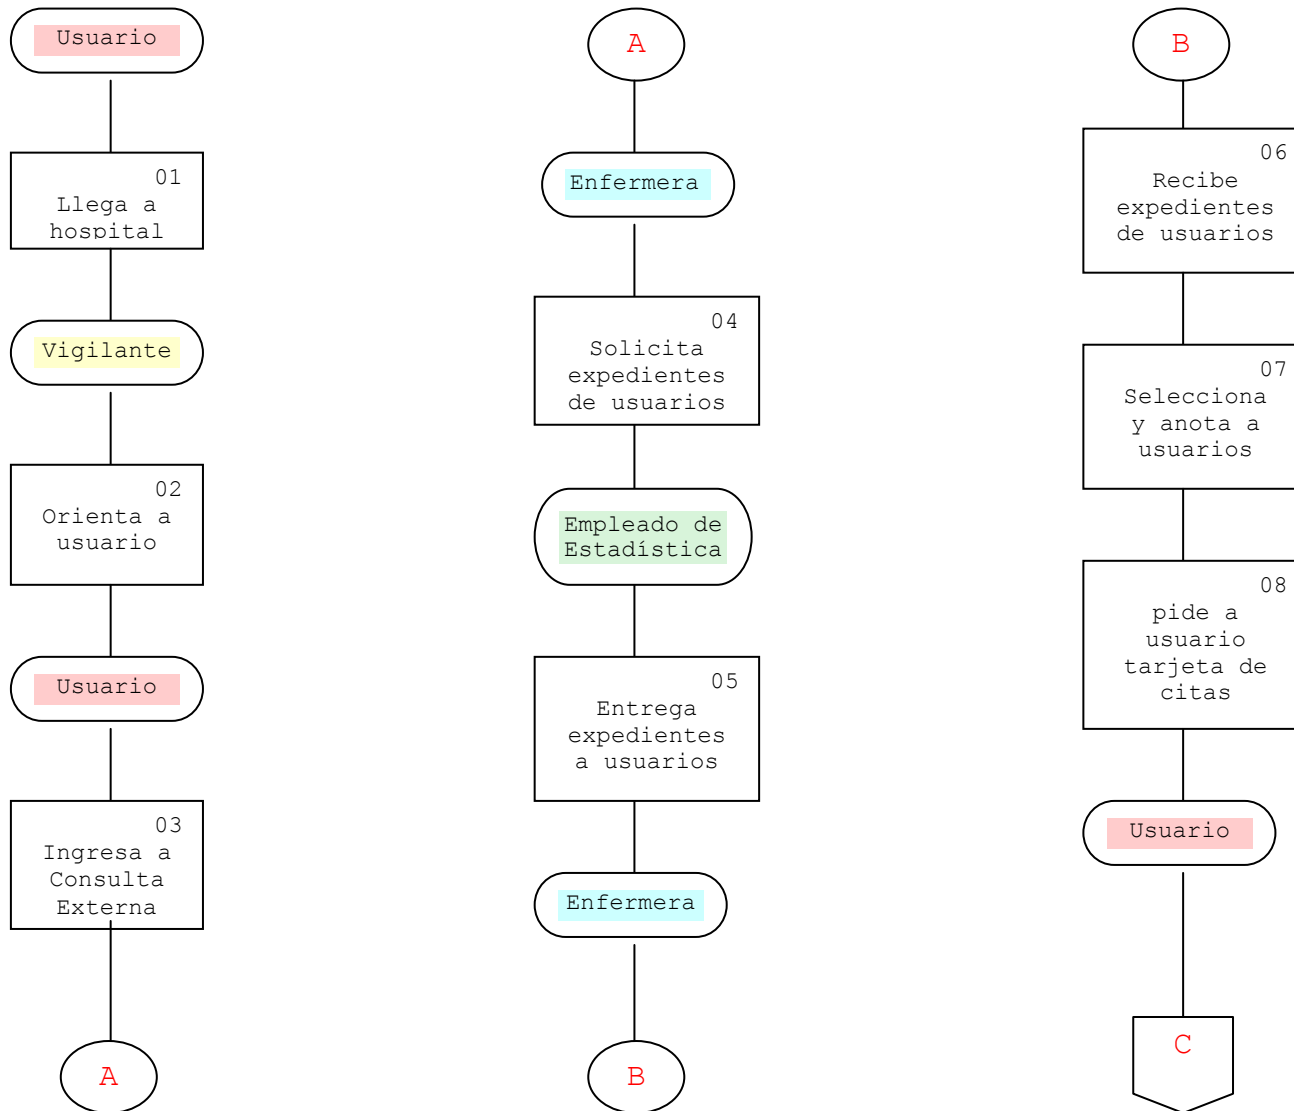 Usuario
01
Llega a
hospital
Vigilante
02
Orienta a
usuario
Usuario
03
Ingresa a
Consulta
Externa
A
A
Enfermera
04
Solicita
expedientes
de usuarios
Empleado de
Estadística
05
Entrega
expedientes
a usuarios
Enfermera
B
B
06
Recibe
expedientes
de usuarios
07
Selecciona
y anota a
usuarios
08
pide a
usuario
tarjeta de
citas
Usuario
C